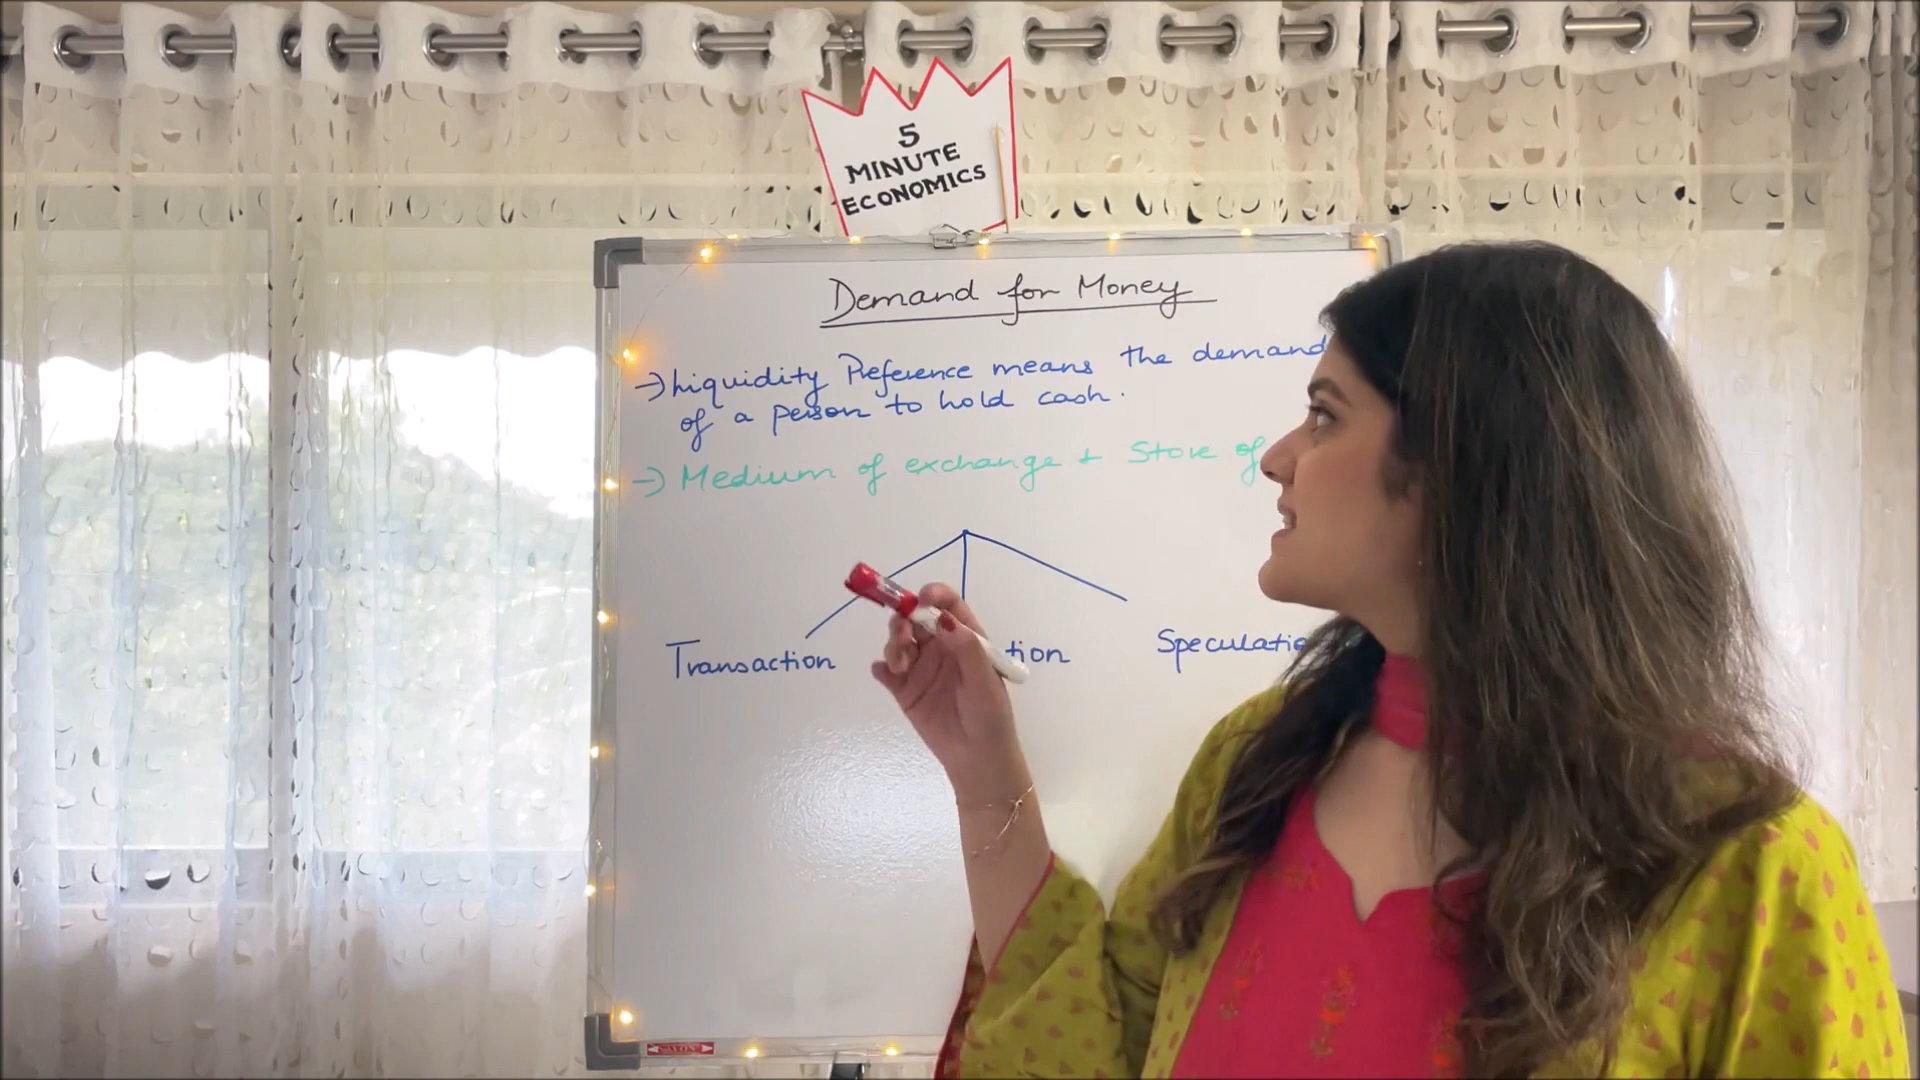 5
MINUTE
ECONOMICS
Demand for Money
→ Liquidity Preference means the demand
of a person to hold cash.
→ Medium of exchange + Store of
Transaction tion Speculatio